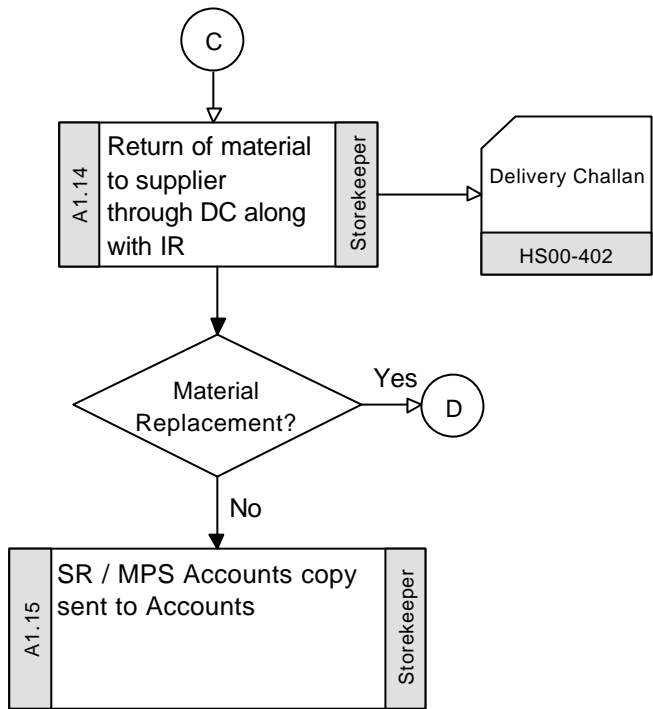 C
A1.14
Return of material
to supplier
through DC along
with IR
Storekeeper
Delivery Challan
HS00-402
Material
Replacement?
Yes
D
No
A1.15
SR / MPS Accounts copy
sent to Accounts
Storekeeper